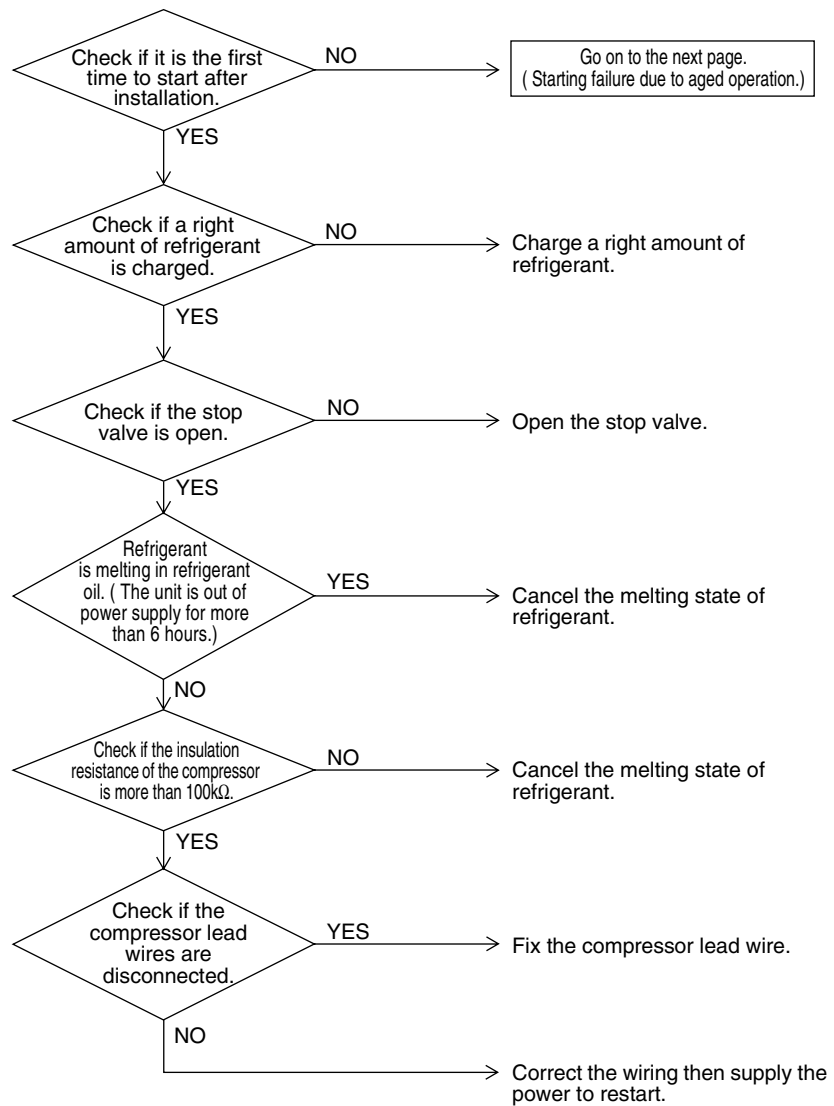 Check if it is the first
time to start after
installation.
NO
Go on to the next page.
( Starting failure due to aged operation.)
YES
Check if a right
amount of refrigerant
is charged.
NO
Charge a right amount of
refrigerant.
YES
Check if the stop
valve is open.
NO
Open the stop valve.
YES
Refrigerant
is melting in refrigerant
oil. ( The unit is out of
power supply for more
than 6 hours.)
YES
Cancel the melting state of
refrigerant.
NO
Check if the insulation
resistance of the compressor
is more than 100kΩ.
NO
Cancel the melting state of
refrigerant.
YES
Check if the
compressor lead
wires are
disconnected.
YES
Fix the compressor lead wire.
NO
Correct the wiring then supply the
power to restart.